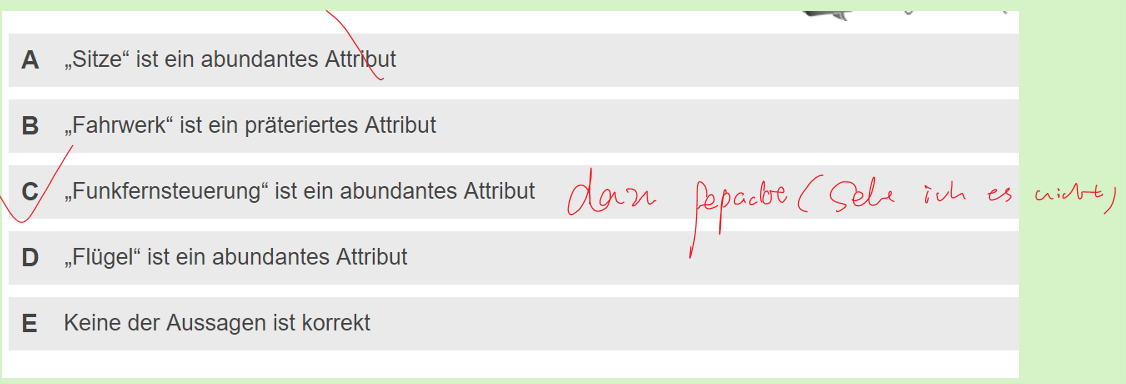 A „Sitze“ ist ein abundantes Attribut
B „Fahrwerk“ ist ein präteriertes Attribut
C „Funkfernsteuerung“ ist ein abundantes Attribut dazu (Sehe ich es nicht)
D „Flügel“ ist ein abundantes Attribut
E Keine der Aussagen ist korrekt